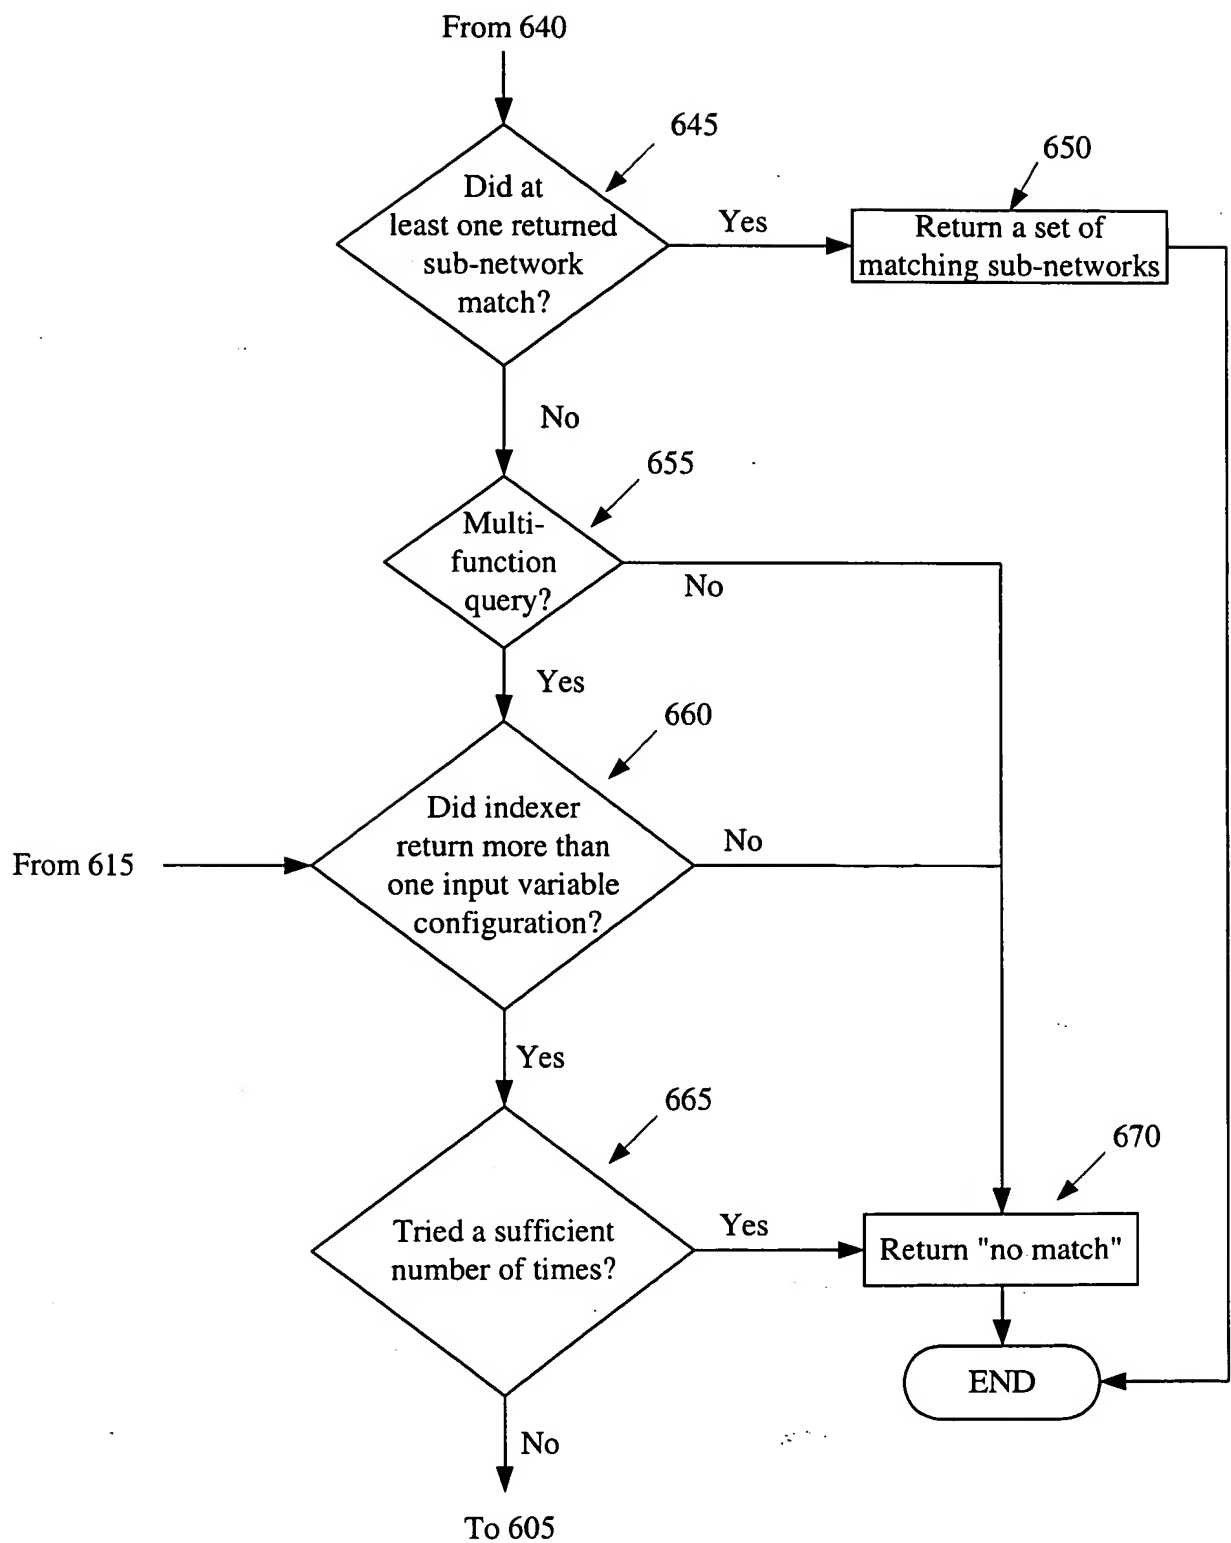 From 640
645
Did at
least one returned
sub-network
match?
Yes
650
Return a set of
matching sub-networks
No
655
Multi-
function
query?
No
Yes
660
Did indexer
return more than
one input variable
configuration?
No
From 615
Yes
665
Tried a sufficient
number of times?
Yes
670
Return "no match"
END
No
To 605